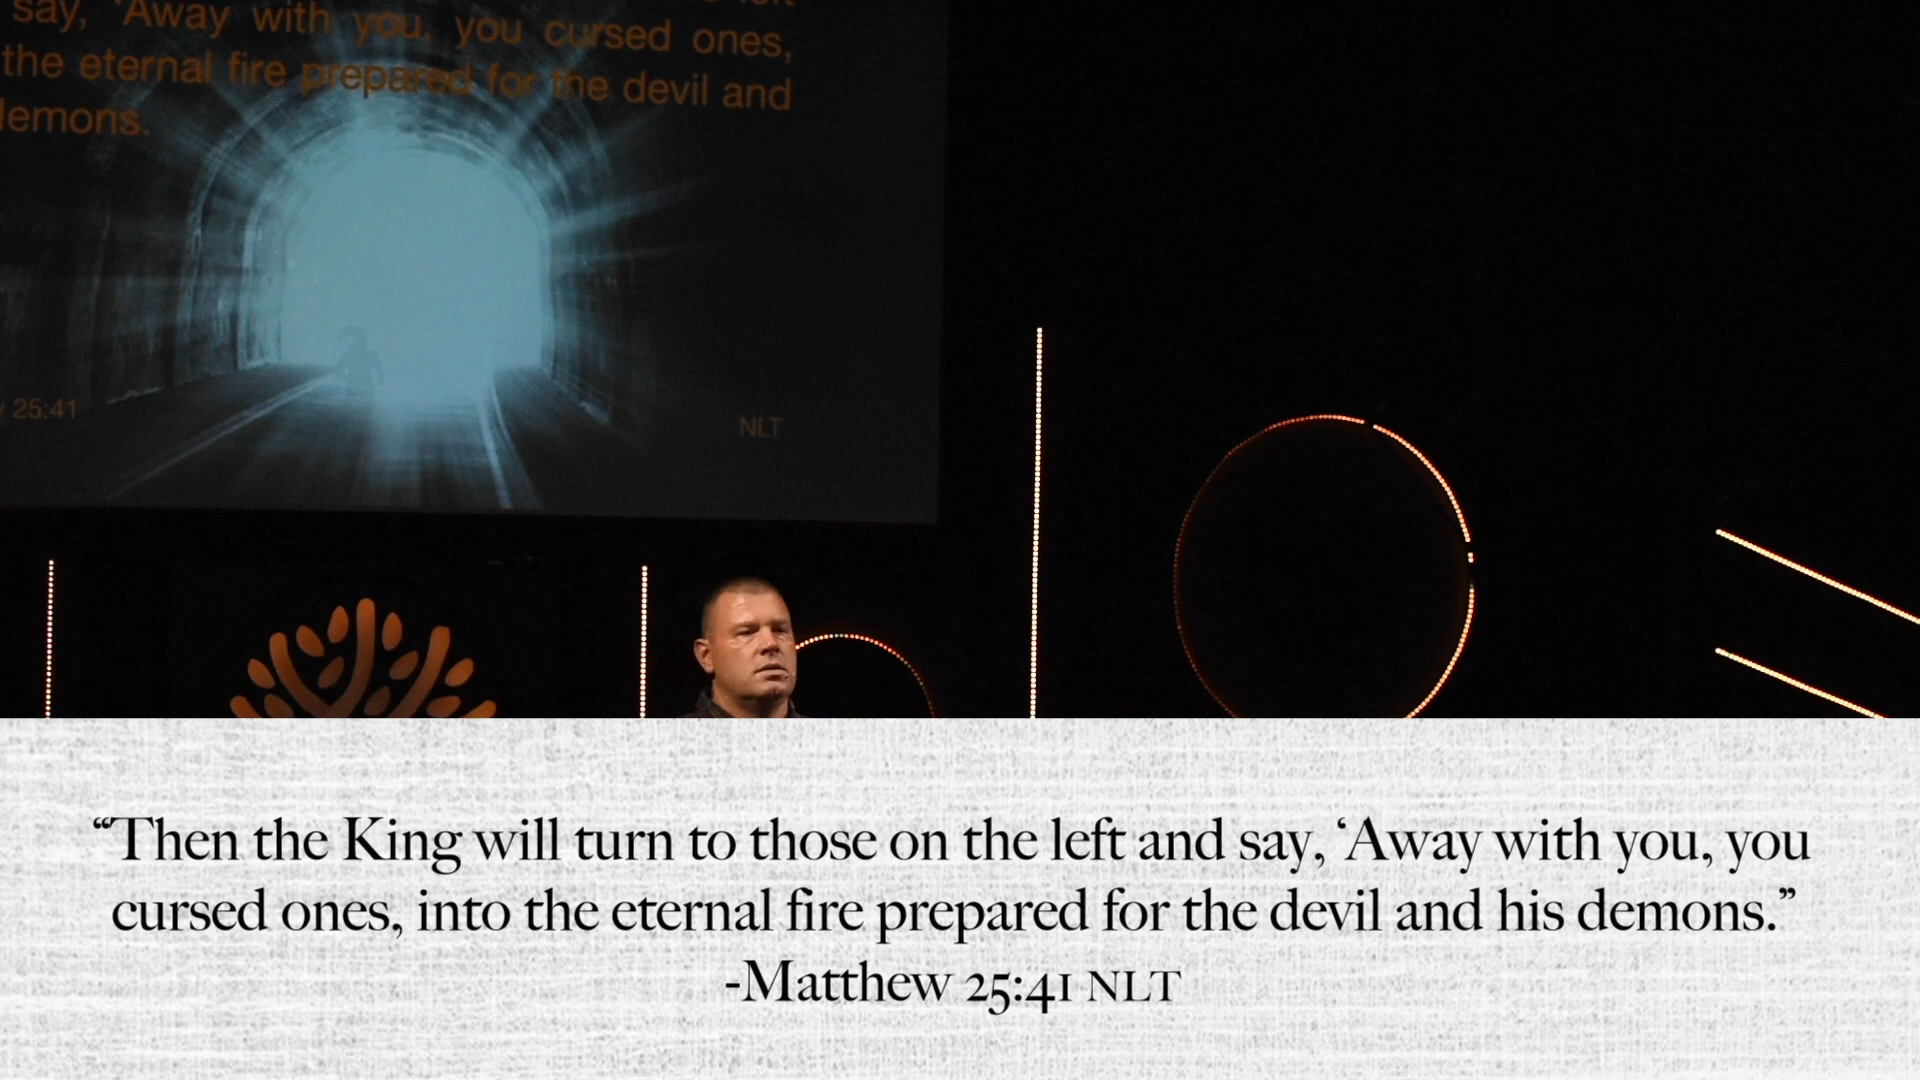 say, 'Away with you, you cursed ones,
the eternal fire prepared for the devil and
demons.
25:41
NLT
“Then the King will turn to those on the left and say, ‘Away with you, you
cursed ones, into the eternal fire prepared for the devil and his demons.”
-Matthew 25:41 NLT